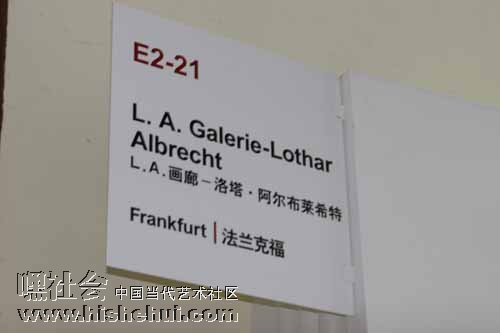 E2-21
L. A. Galerie-Lothar
Albrecht
L.A.画廊－洛塔·阿尔布莱希特
Frankfurt | 法兰克福
嘿社会 中国当代艺术社区
www.hishehui.com